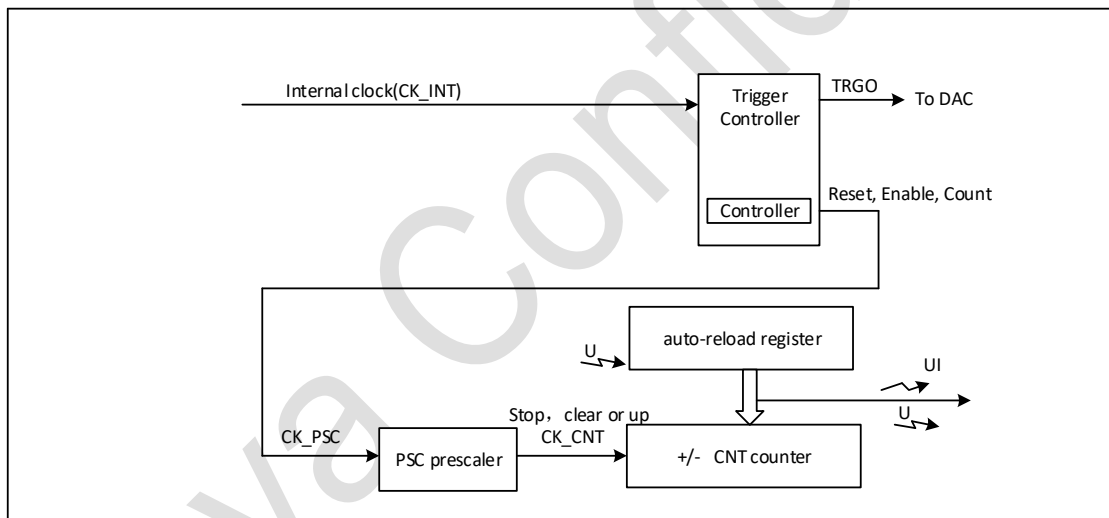 Internal clock(CK_INT)
Trigger
Controller
TRGO
To DAC
Controller
Reset, Enable, Count
auto-reload register
U
UI
U
Stop，clear or up
CK_PSC
CK_CNT
PSC prescaler
+/- CNT counter